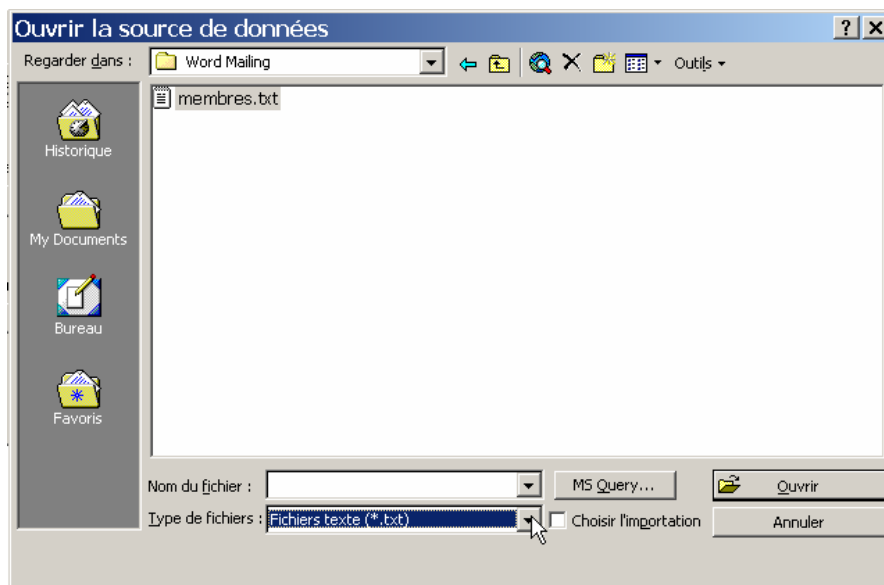 Ouvrir la source de données
Regarder dans : Word Mailing Outils
membres.txt
Historique
My Documents
Bureau
Favoris
Nom du fichier : MS Query... Ouvrir
Type de fichiers : Fichiers texte (*.txt) Choisir l'importation Annuler